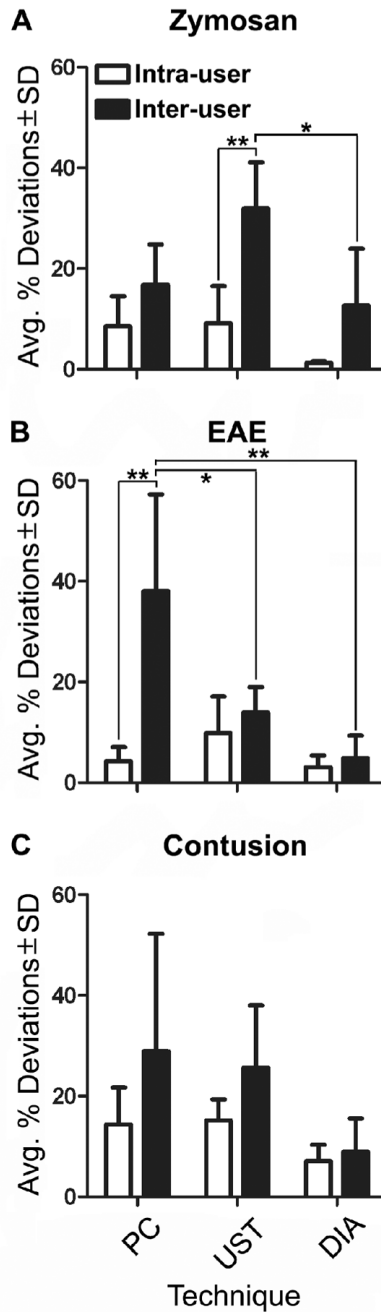 A Zymosan
60
Intra-user
Inter-user
**
*
40
20
0
Avg. % Deviations±SD
B EAE
60
**
**
*
40
20
0
Avg. % Deviations±SD
C Contusion
60
40
20
0
Avg. % Deviations±SD
PC UST DIA
Technique